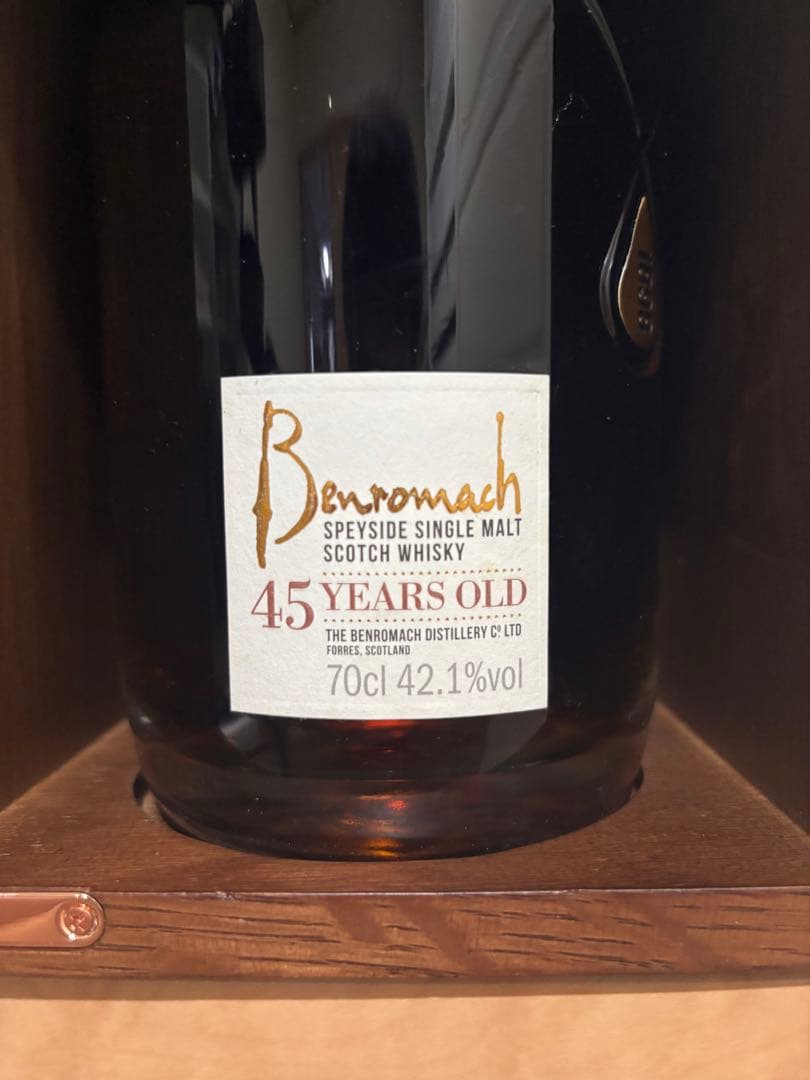 Benromach
SPEYSIDE SINGLE MALT
SCOTCH WHISKY
45 YEARS OLD
THE BENROMACH DISTILLERY Cº LTD
FORRES, SCOTLAND
70cl 42.1%vol
1898